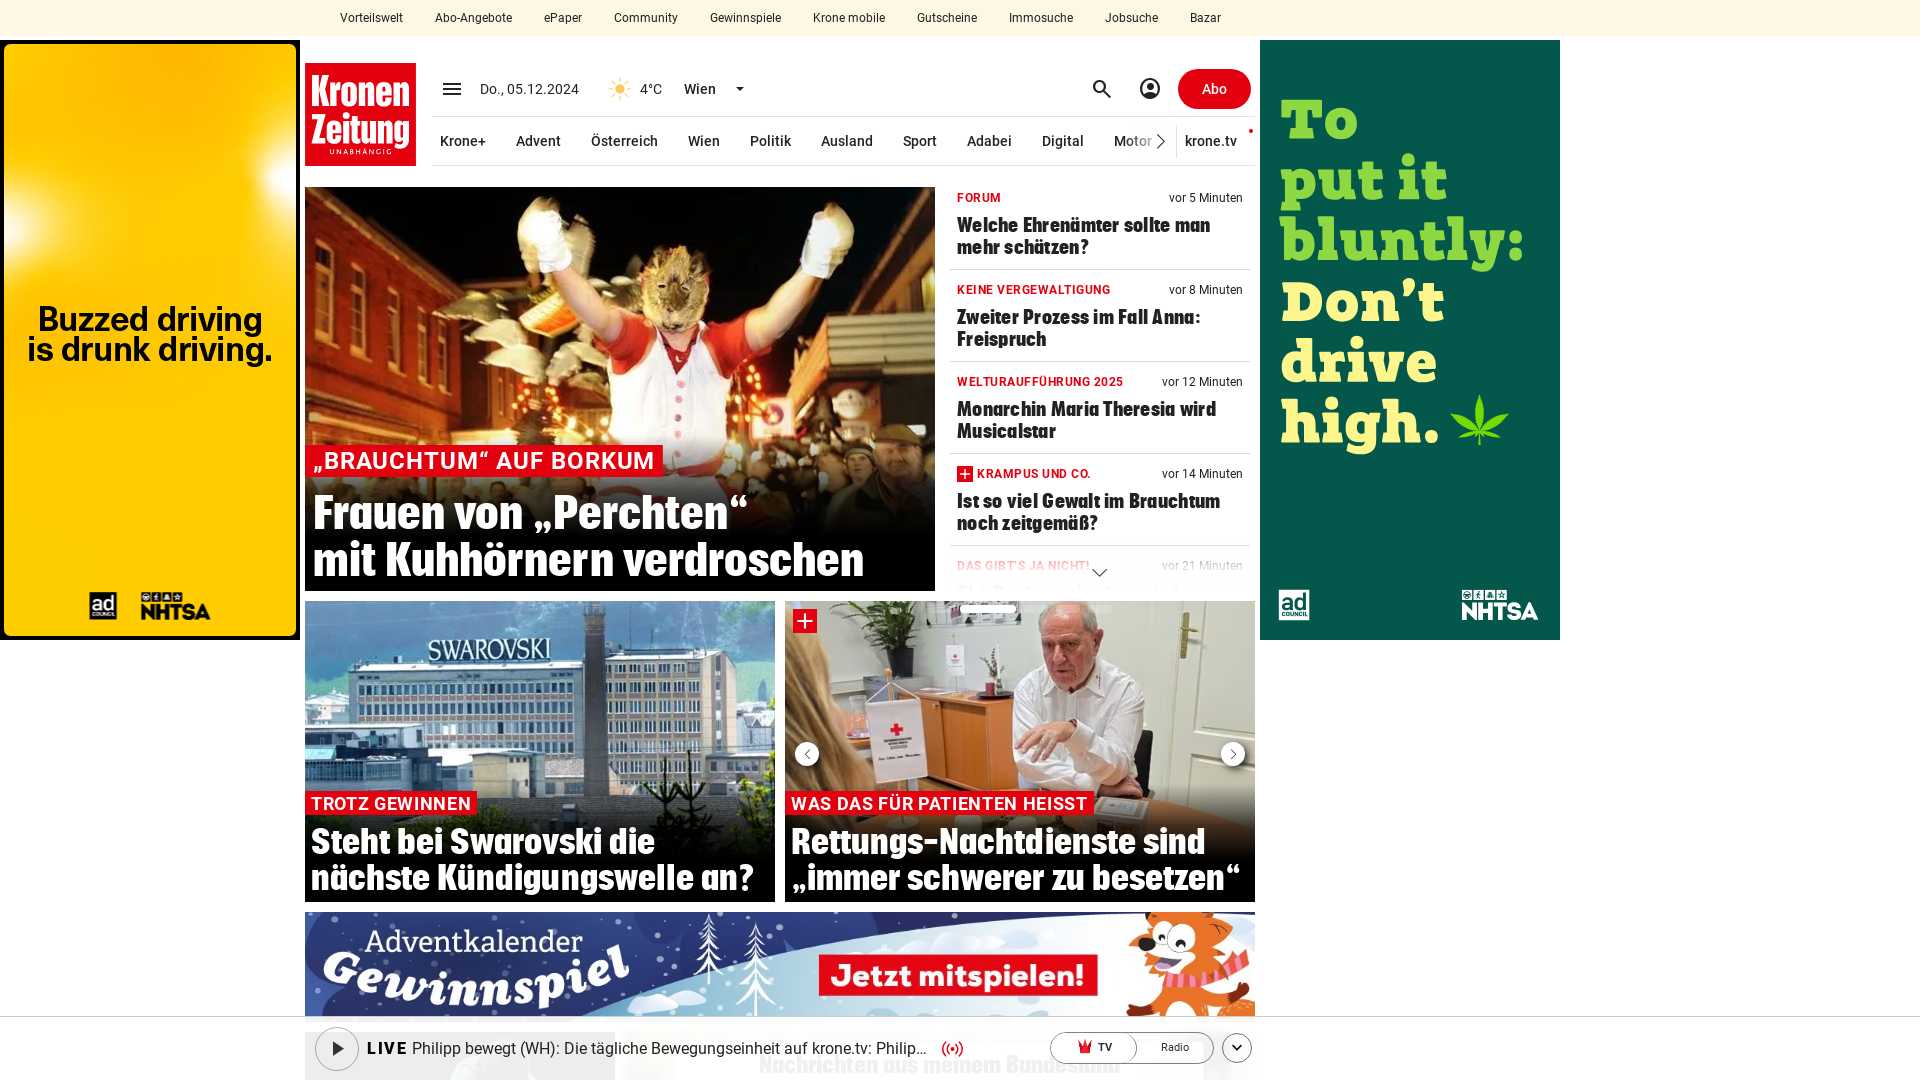 Vorteilswelt
Abo-Angebote
ePaper
Community
Gewinnspiele
Krone mobile
Gutscheine
Immosuche
Jobsuche
Bazar
Buzzed driving
is drunk driving.
ad
COUNCIL
NHTSA
Kronen
Zeitung
UNABHÄNGIG
Do., 05.12.2024
4°C
Wien
Abo
Krone+
Advent
Österreich
Wien
Politik
Ausland
Sport
Adabei
Digital
Motor
krone.tv
„BRAUCHTUM“ AUF BORKUM
Frauen von „Perchten“
mit Kuhhörnern verdroschen
FORUM
vor 5 Minuten
Welche Ehrenämter sollte man
mehr schätzen?
KEINE VERGEWALTIGUNG
vor 8 Minuten
Zweiter Prozess im Fall Anna:
Freispruch
WELTURAUFFÜHRUNG 2025
vor 12 Minuten
Monarchin Maria Theresia wird
Musicalstar
KRAMPUS UND CO.
vor 14 Minuten
Ist so viel Gewalt im Brauchtum
noch zeitgemäß?
DAS GIBT'S JA NICHT!
vor 21 Minuten
To
put it
bluntly:
Don't
drive
high.
ad
COUNCIL
NHTSA
SWAROVSKI
TROTZ GEWINNEN
Steht bei Swarovski die
nächste Kündigungswelle an?
WAS DAS FÜR PATIENTEN HEISST
Rettungs-Nachtdienste sind
„immer schwerer zu besetzen“
Adventkalender
Gewinnspiel
Jetzt mitspielen!
LIVE Philipp bewegt (WH): Die tägliche Bewegungseinheit auf krone.tv: Philip...
TV
Radio
Nachrichten aus meinem Bundesland